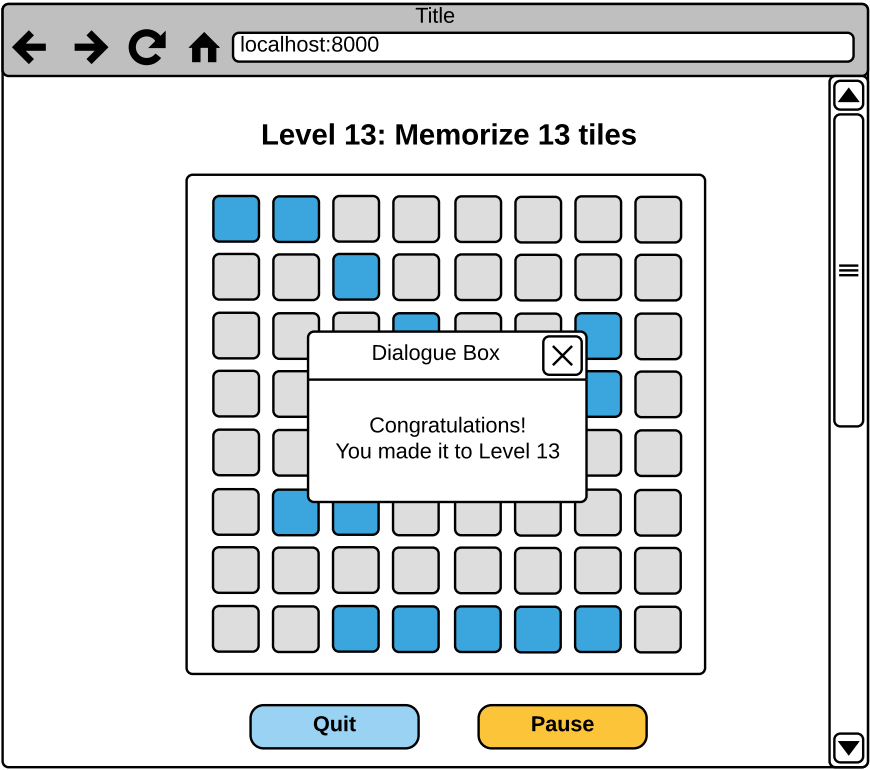 Title
localhost:8000
Level 13: Memorize 13 tiles
Dialogue Box
Congratulations!
You made it to Level 13
Quit
Pause